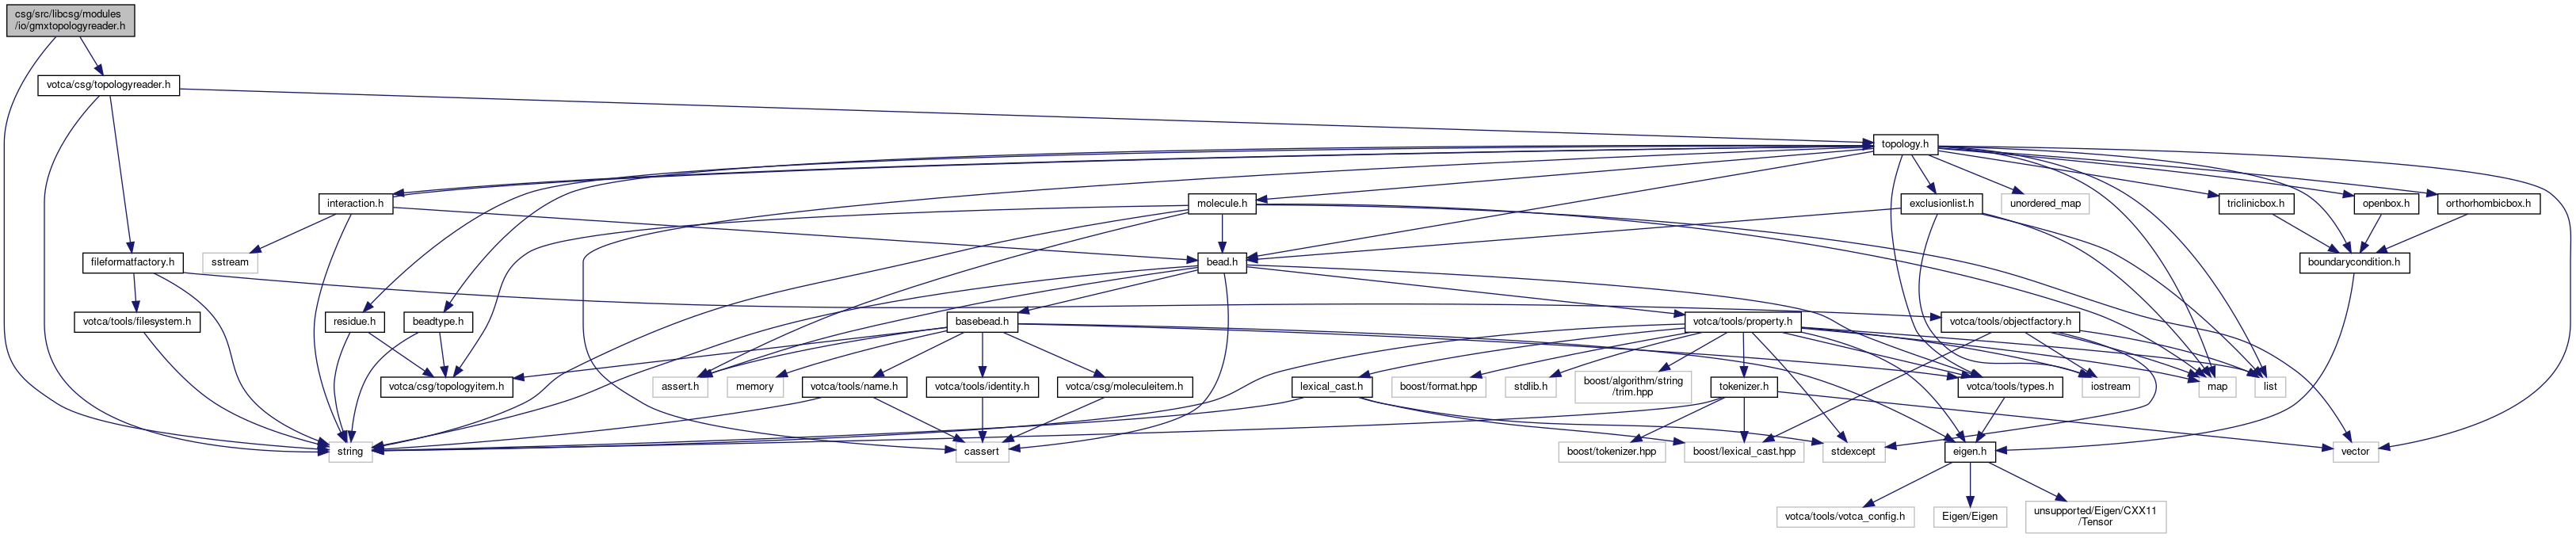 csg/src/libcsg/modules
/io/gmxtopologyreader.h
votca/csg/topologyreader.h
topology.h
interaction.h
molecule.h
exclusionlist.h
unordered_map
triclinicbox.h
openbox.h
orthorhombicbox.h
fileformatfactory.h
sstream
bead.h
boundarycondition.h
votca/tools/filesystem.h
residue.h
beadtype.h
basebead.h
votca/tools/property.h
votca/tools/objectfactory.h
votca/csg/topologyitem.h
assert.h
memory
votca/tools/name.h
votca/tools/identity.h
votca/csg/moleculeitem.h
lexical_cast.h
boost/format.hpp
stdlib.h
boost/algorithm/string
/trim.hpp
tokenizer.h
votca/tools/types.h
iostream
map
list
string
cassert
boost/tokenizer.hpp
boost/lexical_cast.hpp
stdexcept
eigen.h
vector
votca/tools/votca_config.h
Eigen/Eigen
unsupported/Eigen/CXX11
/Tensor